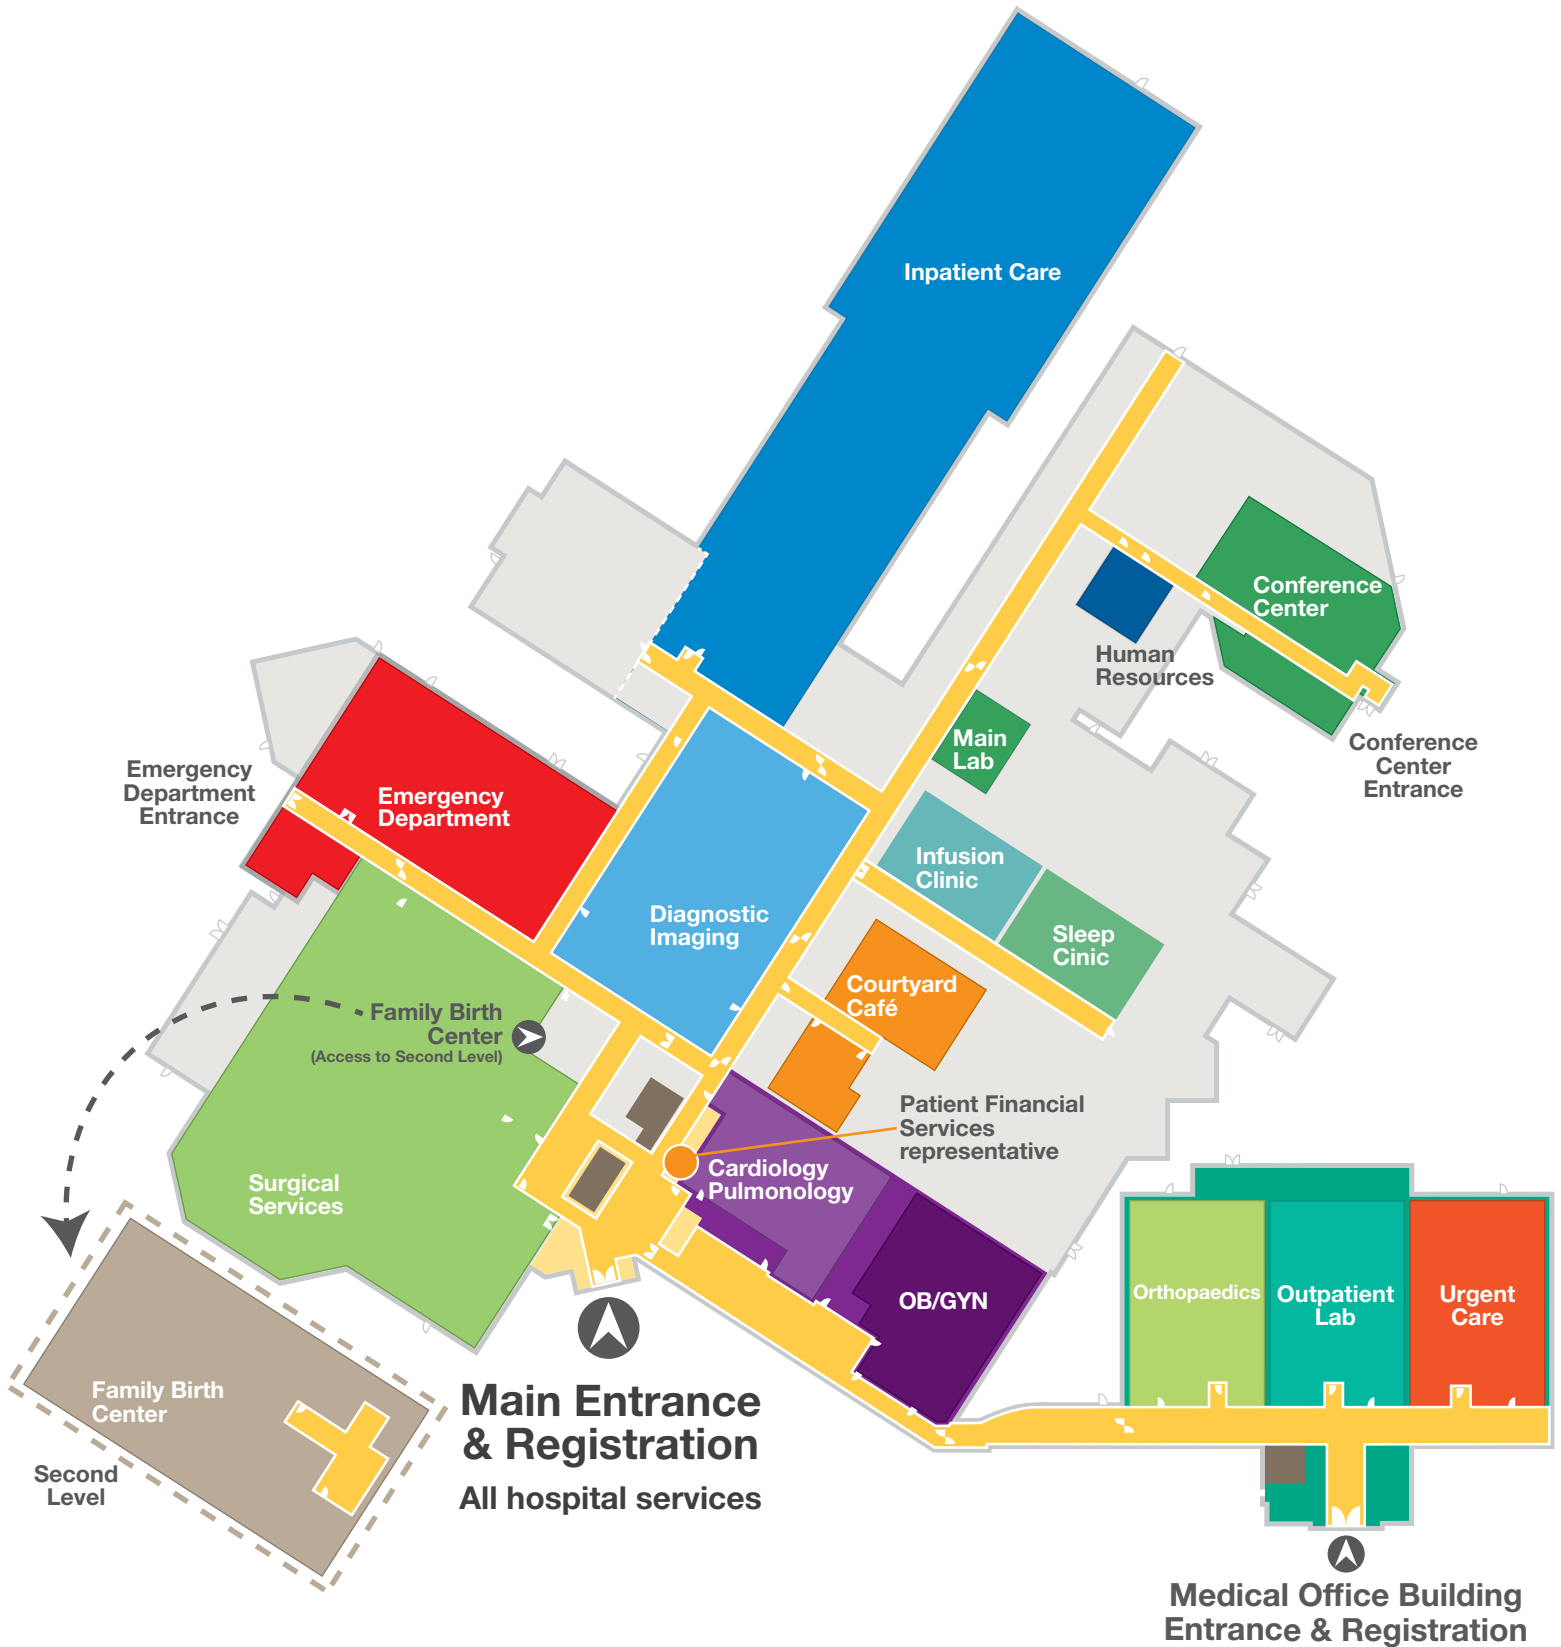 Inpatient Care
Conference
Center
Human
Resources
Main
Lab
Conference
Center
Entrance
Emergency
Department
Entrance
Emergency
Department
Infusion
Clinic
Diagnostic
Imaging
Sleep
Cinic
Courtyard
Café
Family Birth
Center
(Access to Second Level)
Patient Financial
Services
representative
Cardiology
Pulmonology
Surgical
Services
OB/GYN
Orthopaedics
Outpatient
Lab
Urgent
Care
Family Birth
Center
Second
Level
Main Entrance
& Registration
All hospital services
Medical Office Building
Entrance & Registration